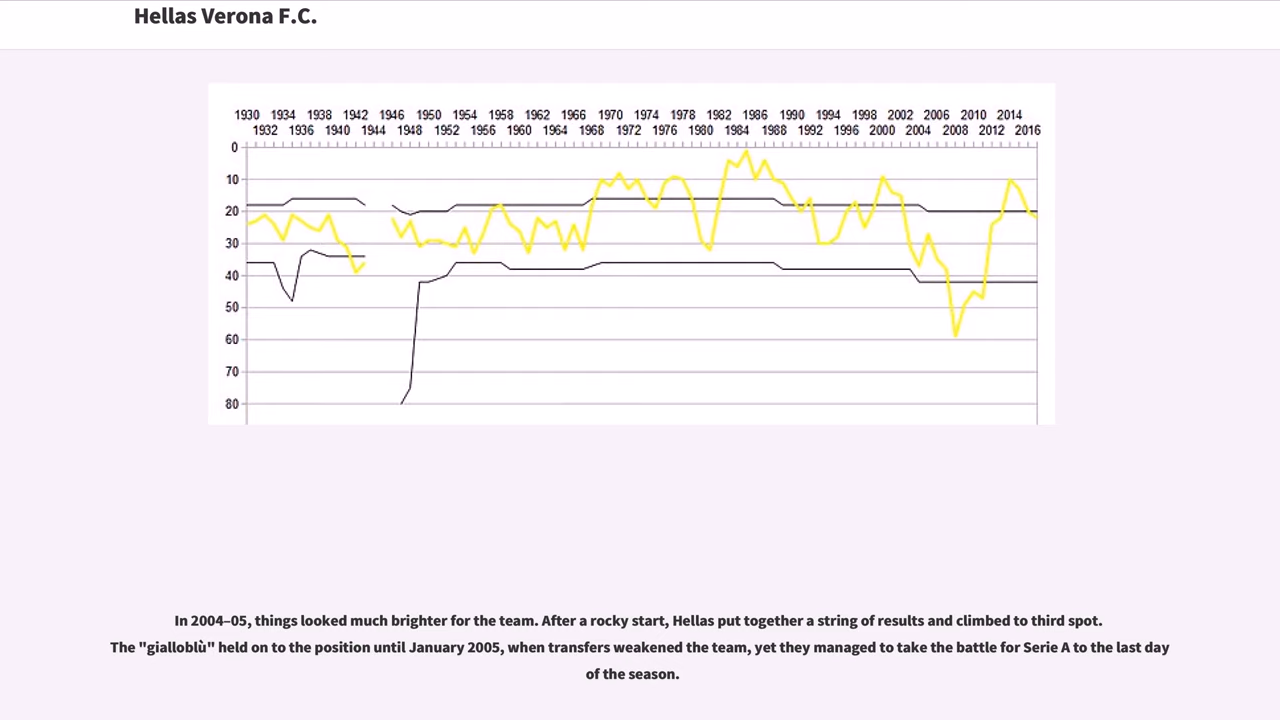 Hellas Verona F.C.
1930 1934 1938 1942 1946 1950 1954 1958 1962 1966 1970 1974 1978 1982 1986 1990 1994 1998 2002 2006 2010 2014
1932 1936 1940 1944 1948 1952 1956 1960 1964 1968 1972 1976 1980 1984 1988 1992 1996 2000 2004 2008 2012 2016
0
10
20
30
40
50
60
70
80
In 2004–05, things looked much brighter for the team. After a rocky start, Hellas put together a string of results and climbed to third spot.
The "gialloblù" held on to the position until January 2005, when transfers weakened the team, yet they managed to take the battle for Serie A to the last day
of the season.